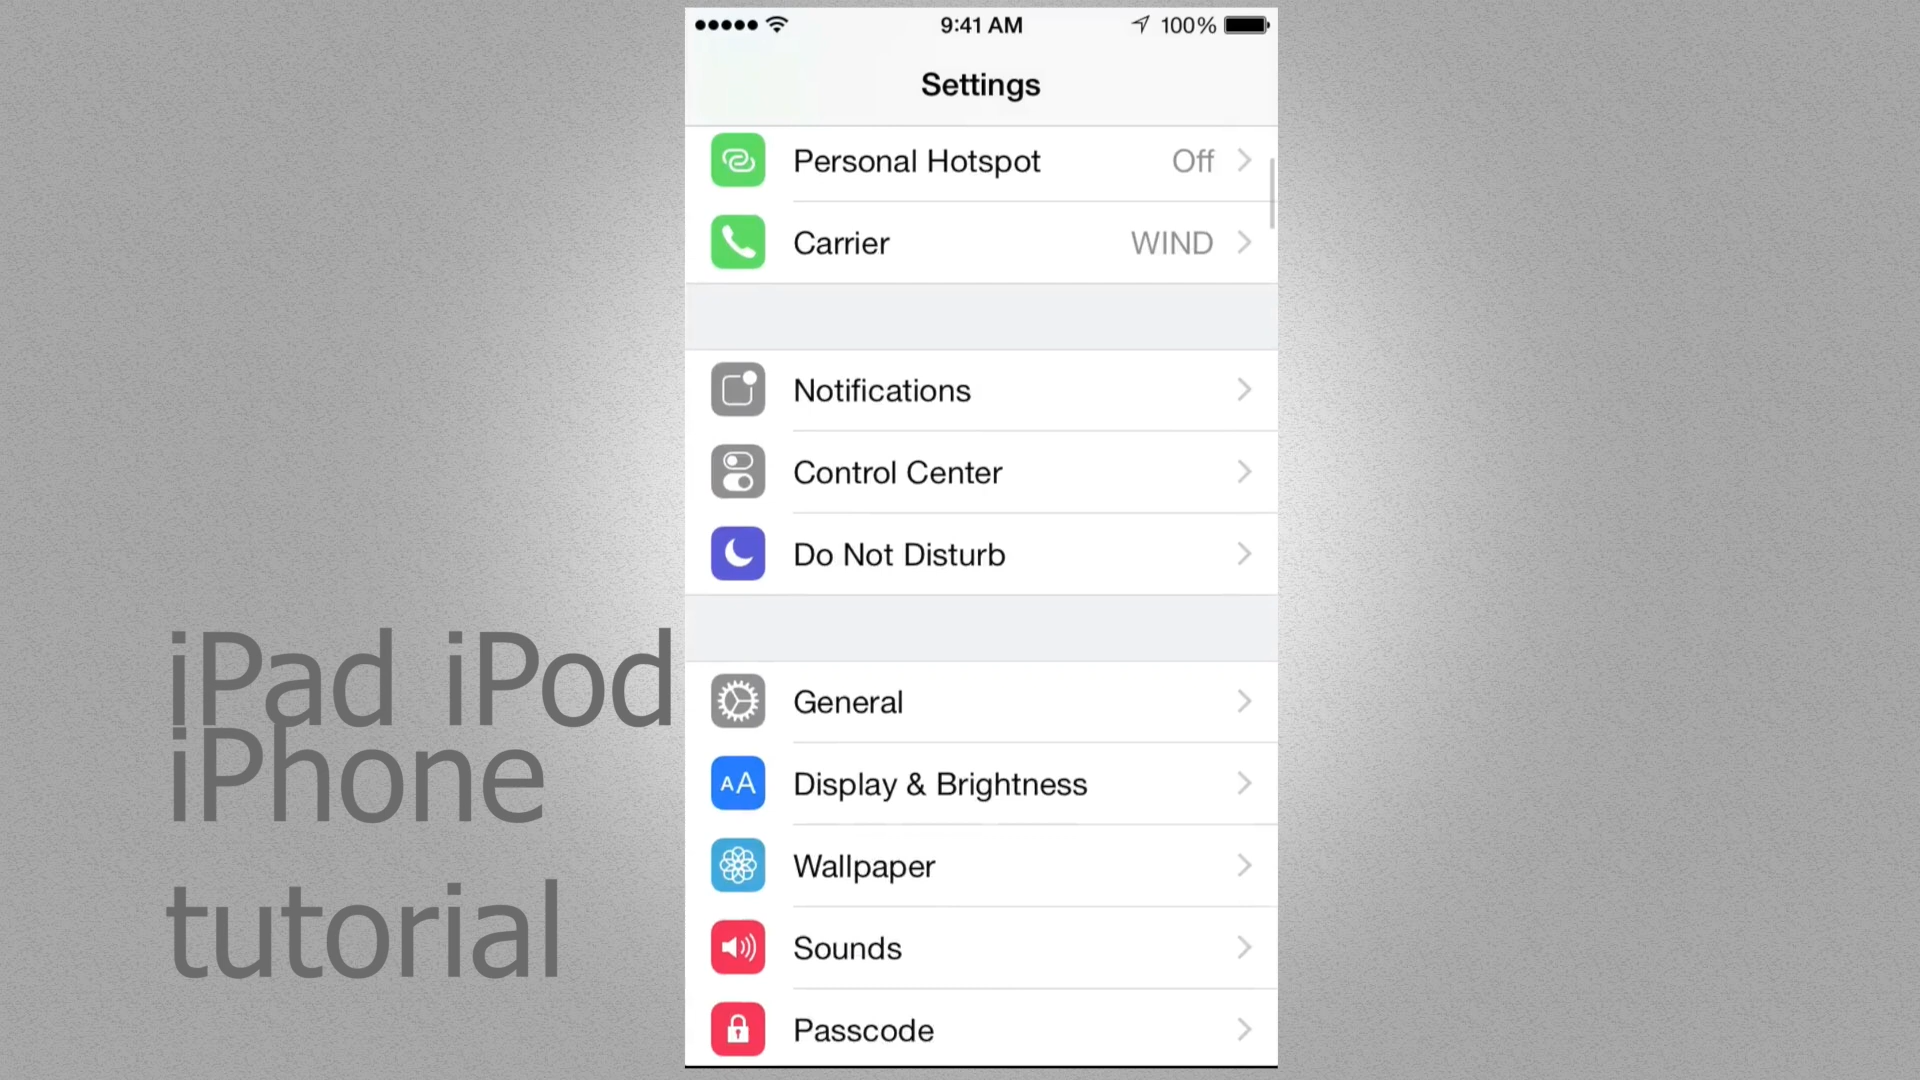 9:41 AM 100%
Settings
Personal Hotspot Off
Carrier WIND
Notifications
Control Center
Do Not Disturb
General
AA Display & Brightness
Wallpaper
Sounds
Passcode
iPad iPod
iPhone
tutorial